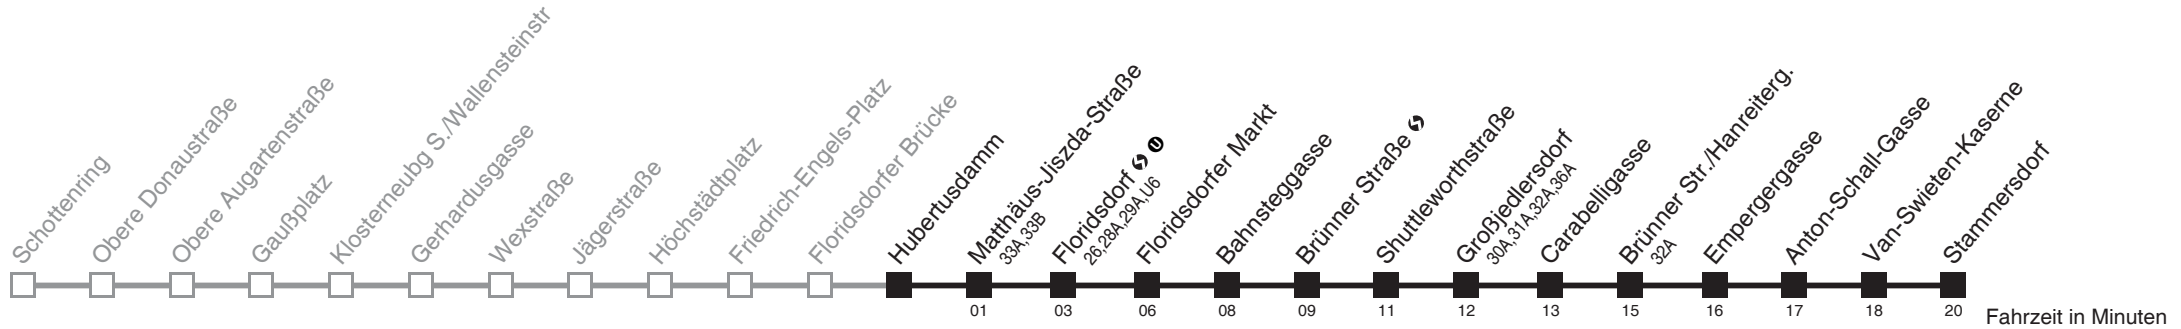 Schottenring
Obere Donaustraße
Obere Augartenstraße
Gaußplatz
Klosterneubg S./Wallensteinstr
Gerhardusgasse
Wexstraße
Jägerstraße
Höchstädtplatz
Friedrich-Engels-Platz
Floridsdorfer Brücke
Hubertusdamm
Matthäus-Jiszda-Straße
33A,33B
Floridsdorf S U
26,28A,29A,U6
Floridsdorfer Markt
Bahnsteggasse
Brünner Straße S
Shuttleworthstraße
Großjedlersdorf
30A,31A,32A,36A
Carabelligasse
Brünner Str./Hanreiterg.
32A
Empergergasse
Anton-Schall-Gasse
Van-Swieten-Kaserne
Stammersdorf
01 03 06 08 09 11 12 13 15 16 17 18 20 Fahrzeit in Minuten